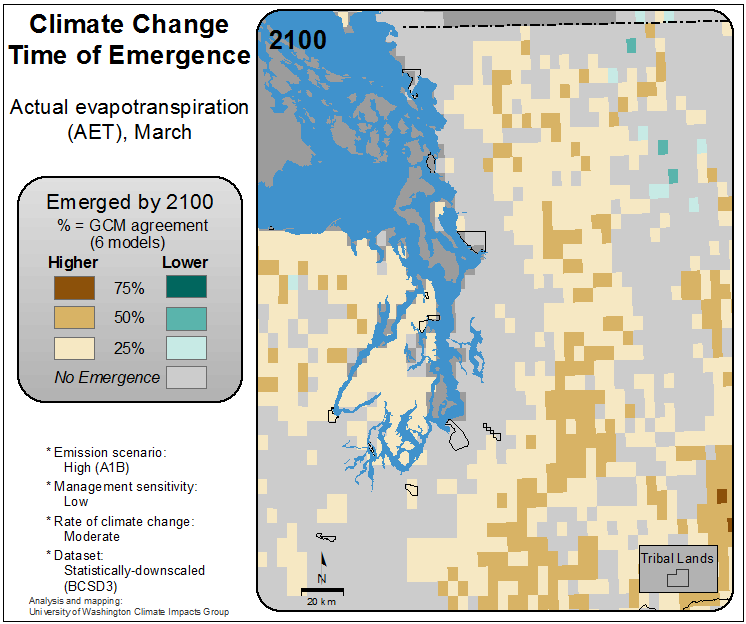 Climate Change
Time of Emergence
Actual evapotranspiration
(AET), March
Emerged by 2100
% = GCM agreement
(6 models)
Higher Lower
75%
50%
25%
No Emergence
* Emission scenario:
High (A1B)
* Management sensitivity:
Low
* Rate of climate change:
Moderate
* Dataset:
Statistically-downscaled
(BCSD3)
Analysis and mapping:
University of Washington Climate Impacts Group
2100
Tribal Lands
N
20 km